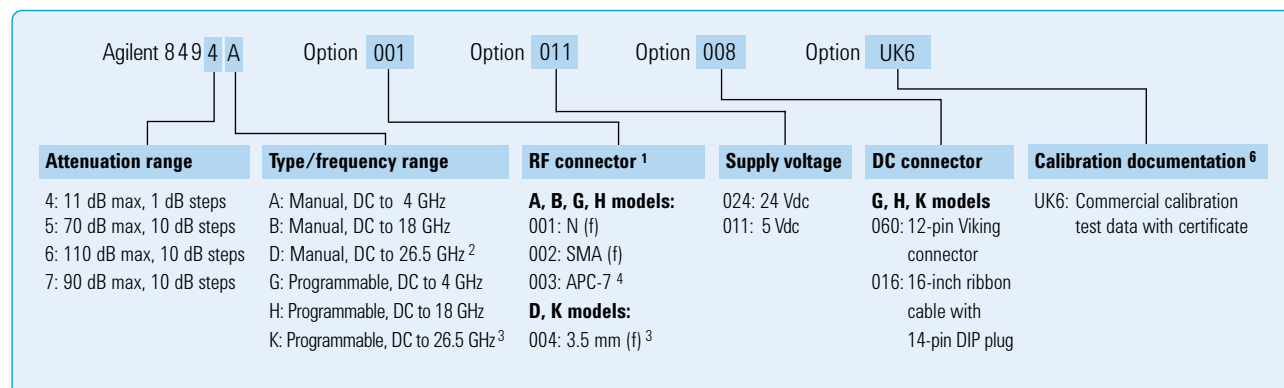 Agilent 849 4 A Option 001 Option 011 Option 008 Option UK6
Attenuation range
4: 11 dB max, 1 dB steps
5: 70 dB max, 10 dB steps
6: 110 dB max, 10 dB steps
7: 90 dB max, 10 dB steps
Type/frequency range
A: Manual, DC to 4 GHz
B: Manual, DC to 18 GHz
D: Manual, DC to 26.5 GHz 2
G: Programmable, DC to 4 GHz
H: Programmable, DC to 18 GHz
K: Programmable, DC to 26.5 GHz 3
RF connector 1
A, B, G, H models:
001: N (f)
002: SMA (f)
003: APC-7 4
D, K models:
004: 3.5 mm (f) 3
Supply voltage
024: 24 Vdc
011: 5 Vdc
DC connector
G, H, K models
060: 12-pin Viking
connector
016: 16-inch ribbon
cable with
14-pin DIP plug
Calibration documentation 6
UK6: Commercial calibration
test data with certificate